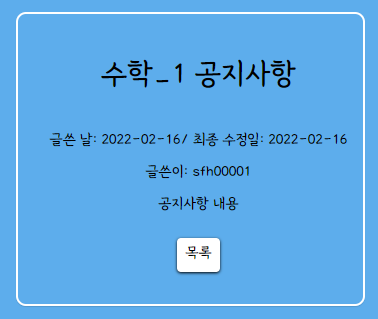 수학_1 공지사항
글쓴 날: 2022-02-16/ 최종 수정일: 2022-02-16
글쓴이: sfh00001
공지사항 내용
목록